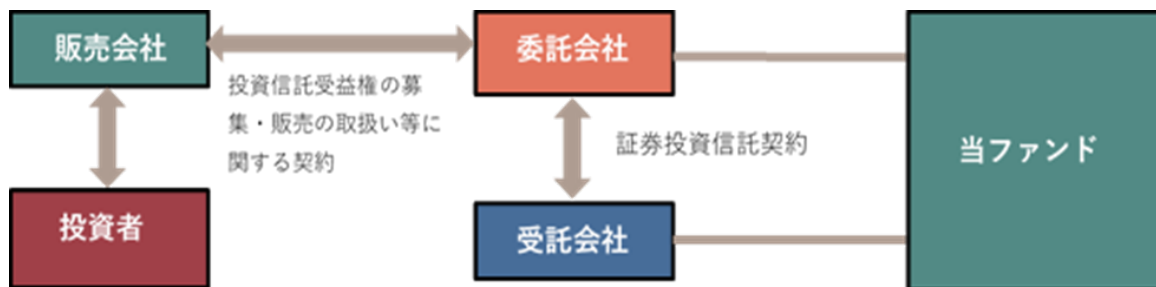 販売会社
委託会社
投資信託受益権の募
集・販売の取扱い等に
関する契約
証券投資信託契約
当ファンド
投資者
受託会社